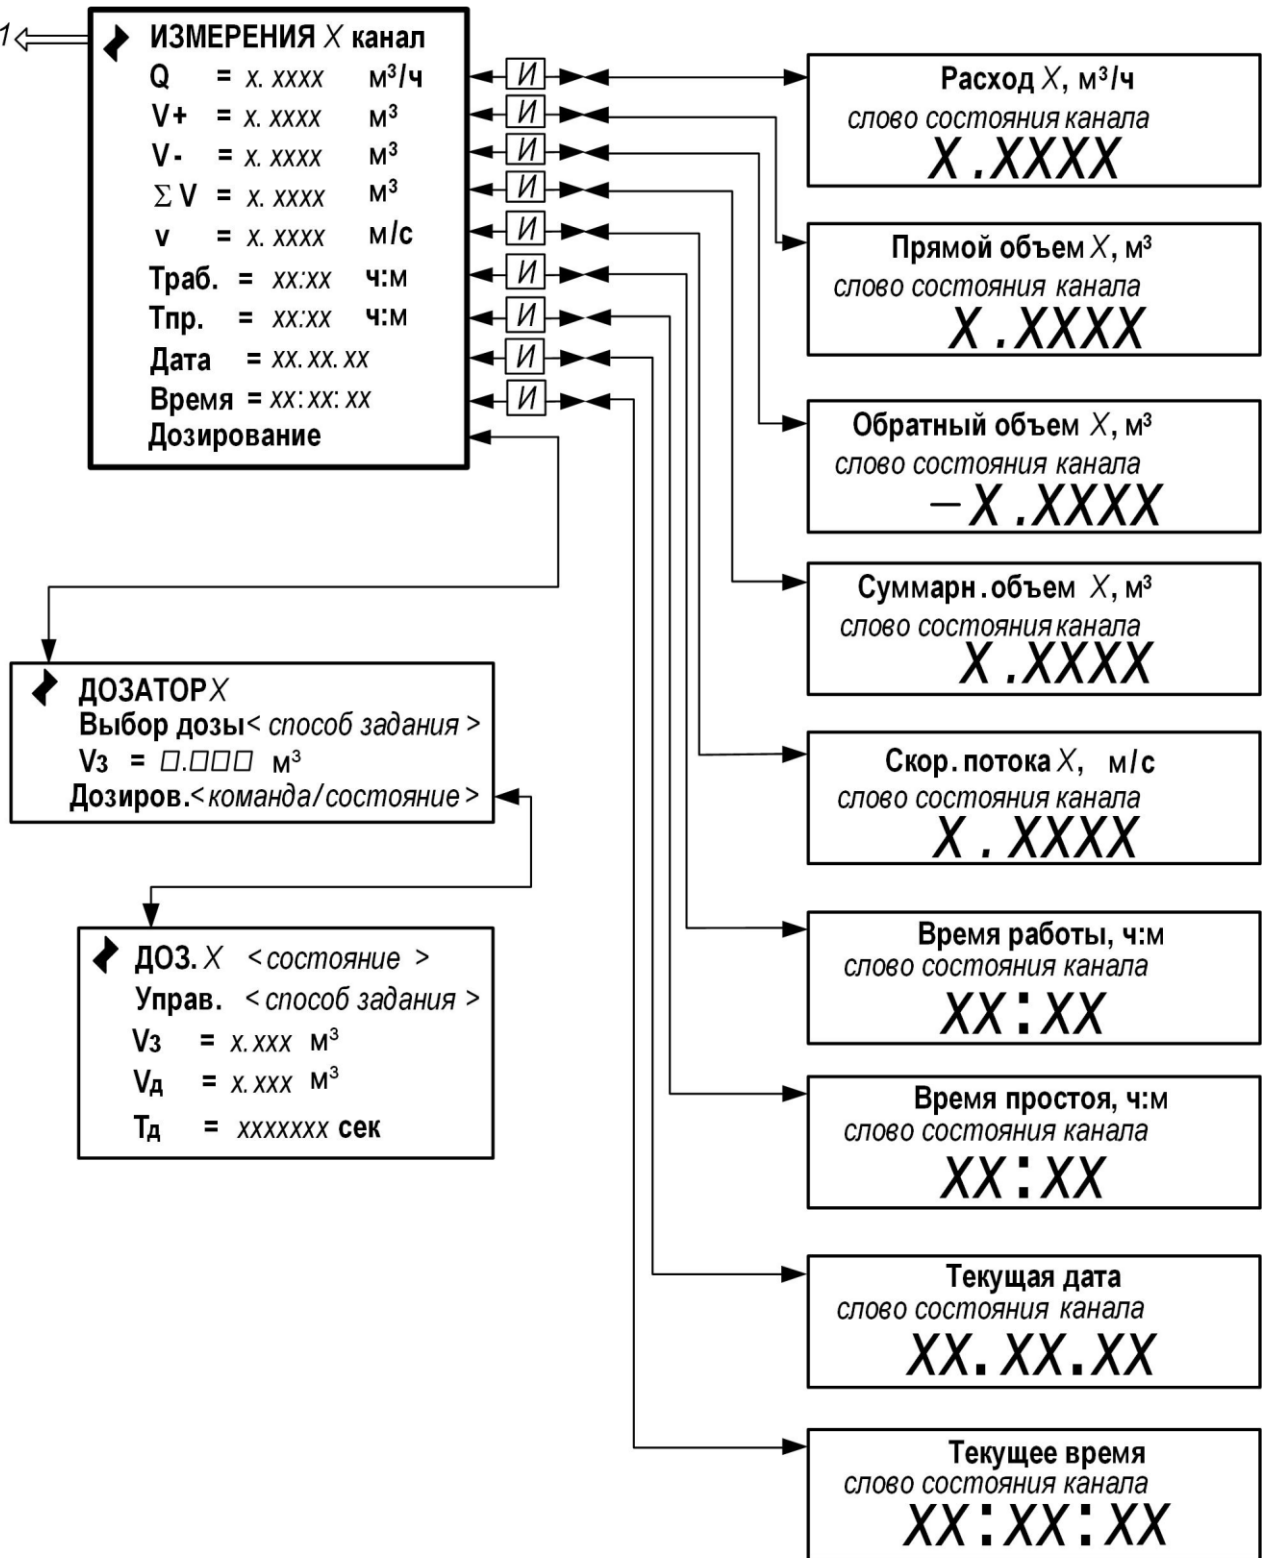 1
ИЗМЕРЕНИЯ X канал
Q = x.xxxx м³/ч
V+ = x.xxxx м³
V- = x.xxxx м³
ΣV = x.xxxx м³
v = x.xxxx м/с
Tраб. = xx:xx ч:м
Tпр. = xx:xx ч:м
Дата = xx.xx.xx
Время = xx:xx:xx
Дозирование
И
И
И
И
И
И
И
И
И
Расход X, м³/ч
слово состояния канала
X.XXXX
Прямой объем X, м³
слово состояния канала
X.XXXX
Обратный объем X, м³
слово состояния канала
–X.XXXX
Суммарн.объем X, м³
слово состояния канала
X.XXXX
Скор.потока X, м/с
слово состояния канала
X.XXXX
Время работы, ч:м
слово состояния канала
XX:XX
Время простоя, ч:м
слово состояния канала
XX:XX
Текущая дата
слово состояния канала
XX.XX.XX
Текущее время
слово состояния канала
XX:XX:XX
ДОЗАТОР X
Выбор дозы < способ задания >
Vз = □.□□□ м³
Дозиров.<команда/состояние>
ДОЗ. X <состояние >
Управ. <способ задания >
Vз = x.xxx м³
Vд = x.xxx м³
Tд = xxxxxxx сек